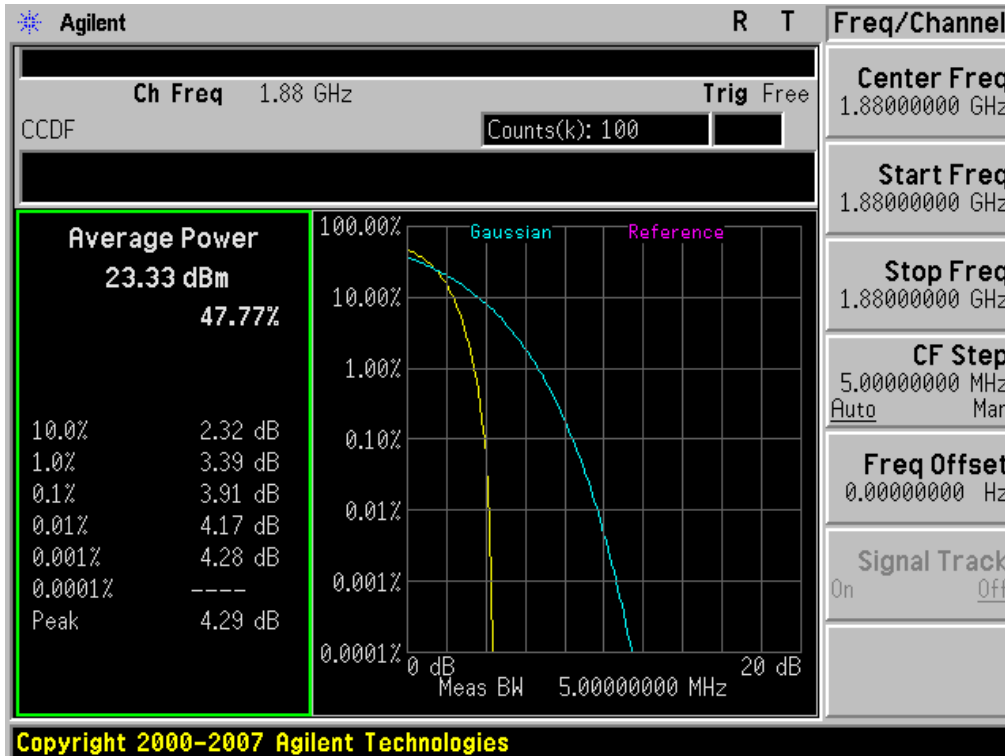 Agilent R T
Ch Freq 1.88 GHz Trig Free
CCDF Counts(k): 100
Average Power
23.33 dBm
47.77%
10.0% 2.32 dB
1.0% 3.39 dB
0.1% 3.91 dB
0.01% 4.17 dB
0.001% 4.28 dB
0.0001% ----
Peak 4.29 dB
Gaussian Reference
100.00%
10.00%
1.00%
0.10%
0.01%
0.001%
0.0001%
0 dB 20 dB
Meas BW 5.00000000 MHz
Freq/Channel
Center Freq
1.88000000 GHz
Start Freq
1.88000000 GHz
Stop Freq
1.88000000 GHz
CF Step
5.00000000 MHz
Auto Man
Freq Offset
0.00000000 Hz
Signal Track
On Off
Copyright 2000-2007 Agilent Technologies